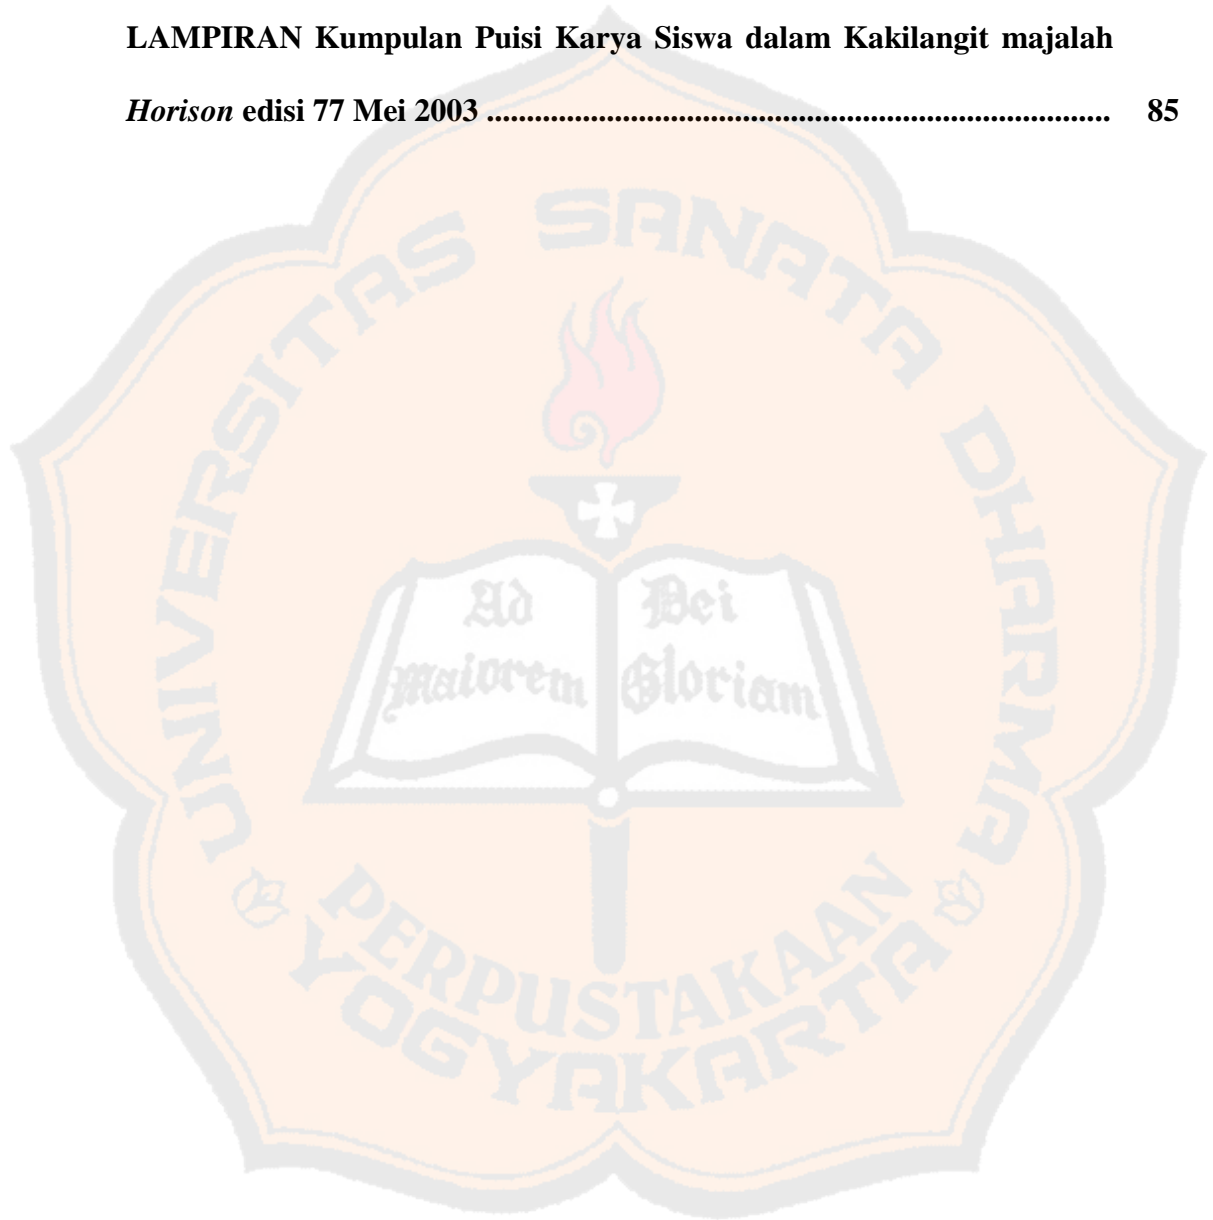 LAMPIRAN Kumpulan Puisi Karya Siswa dalam Kakilangit majalah
Horison edisi 77 Mei 2003 .............................................................................. 85
UNIVERSITAS SANATA DHARMA
Ad Dei
Maiorem Gloriam
PERPUSTAKAAN
YOGYAKARTA